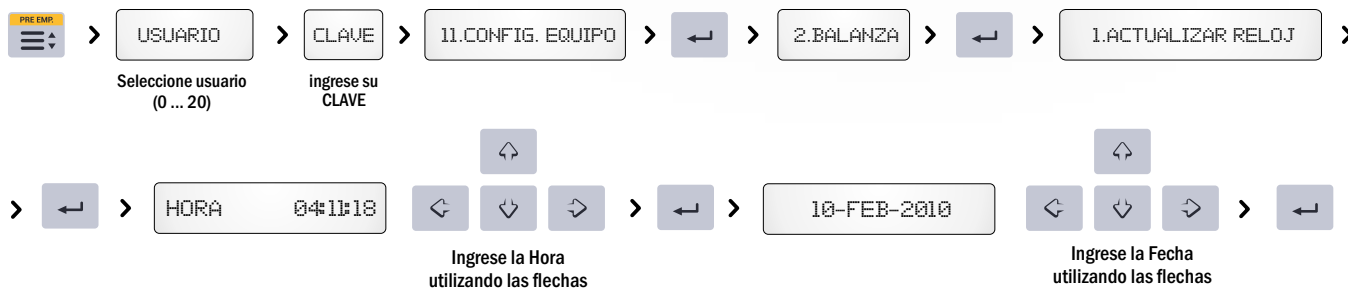 PRE EMP.
USUARIO
CLAVE
11.CONFIG. EQUIPO
2.BALANZA
1.ACTUALIZAR RELOJ
Seleccione usuario
(0 ... 20)
ingrese su
CLAVE
HORA 04:11:18
10-FEB-2010
Ingrese la Hora
utilizando las flechas
Ingrese la Fecha
utilizando las flechas